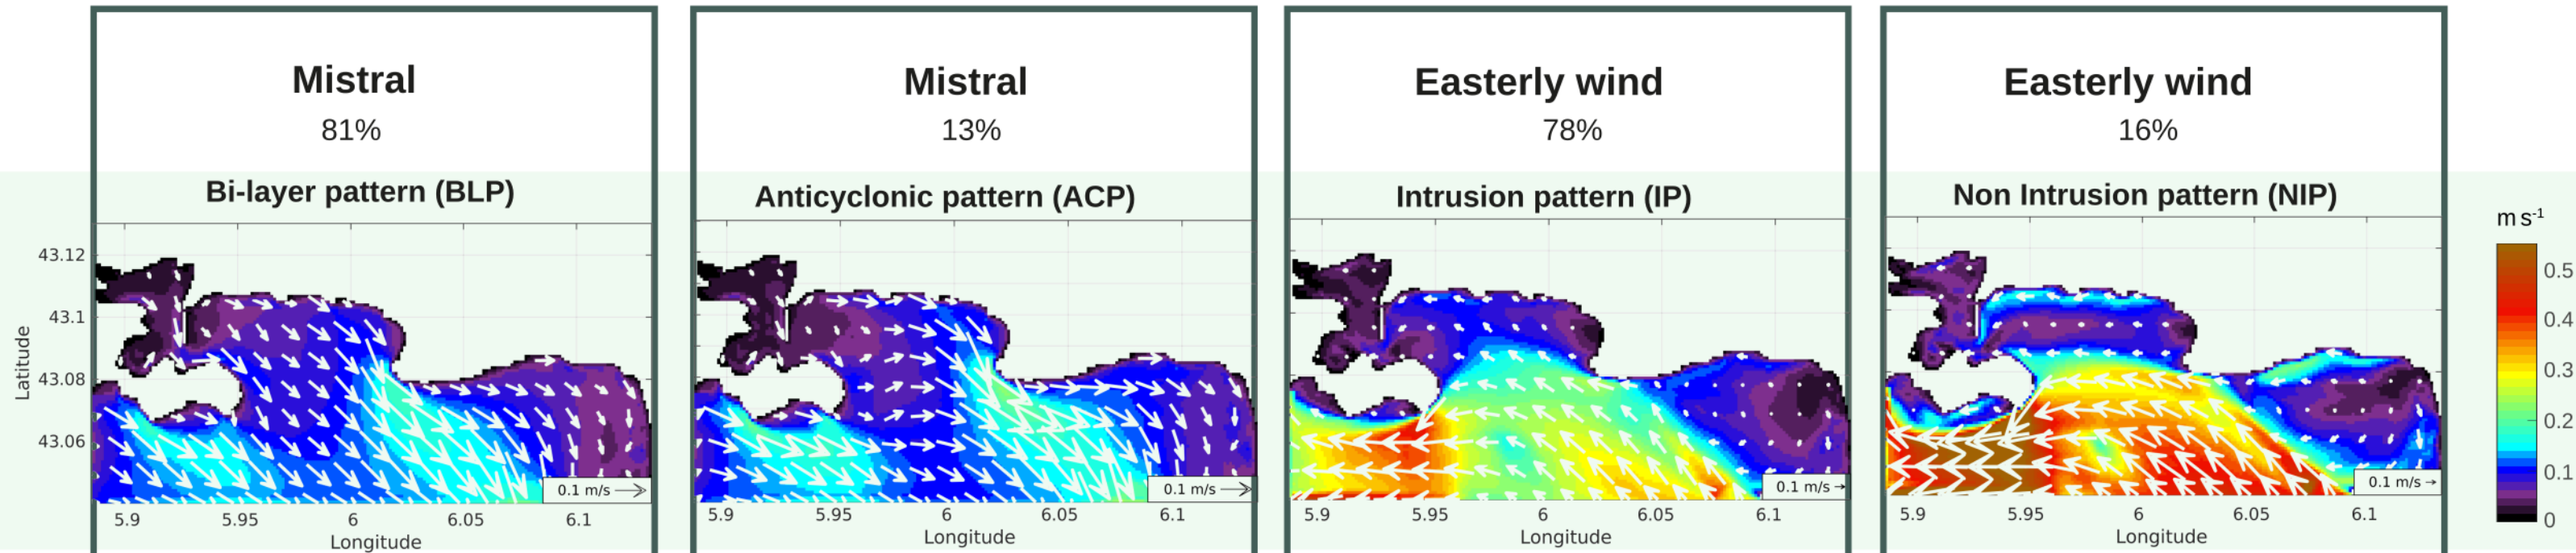 Mistral
81%
Bi-layer pattern (BLP)
Mistral
13%
Anticyclonic pattern (ACP)
Easterly wind
78%
Intrusion pattern (IP)
Easterly wind
16%
Non Intrusion pattern (NIP)
Latitude
43.12
43.1
43.08
43.06
0.1 m/s
5.9 5.95 6 6.05 6.1
Longitude
0.1 m/s
5.9 5.95 6 6.05 6.1
Longitude
0.1 m/s
5.9 5.95 6 6.05 6.1
Longitude
0.1 m/s
5.9 5.95 6 6.05 6.1
Longitude
m s-1
0.5
0.4
0.3
0.2
0.1
0